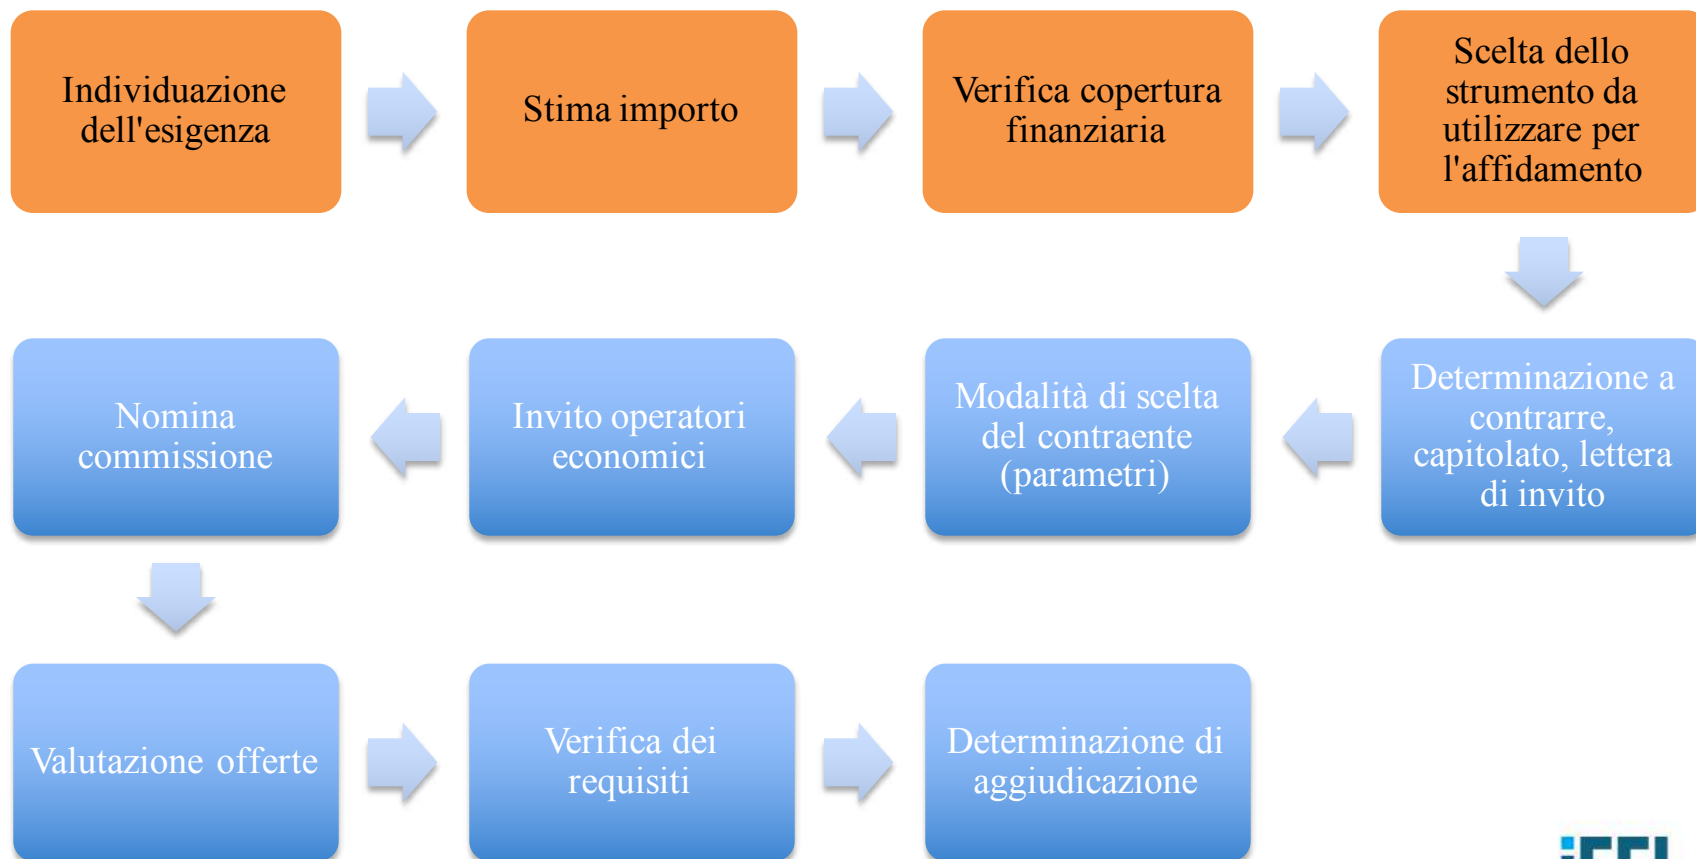 Individuazione
dell'esigenza
Stima importo
Verifica copertura
finanziaria
Scelta dello
strumento da
utilizzare per
l'affidamento
Determinazione a
contrarre,
capitolato, lettera
di invito
Modalità di scelta
del contraente
(parametri)
Invito operatori
economici
Nomina
commissione
Valutazione offerte
Verifica dei
requisiti
Determinazione di
aggiudicazione